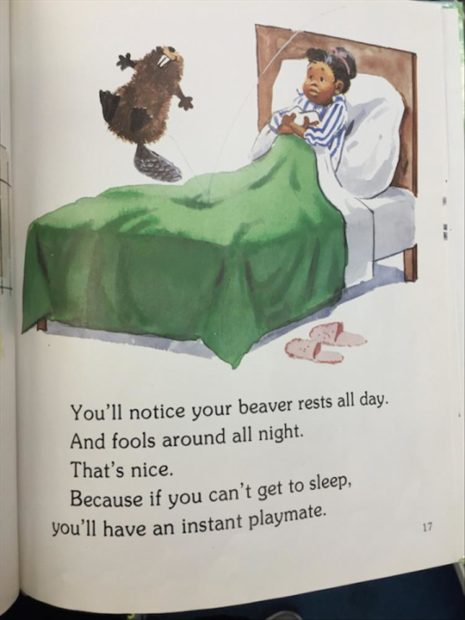 You'll notice your beaver rests all day.
And fools around all night.
That's nice.
Because if you can't get to sleep,
you'll have an instant playmate.
17